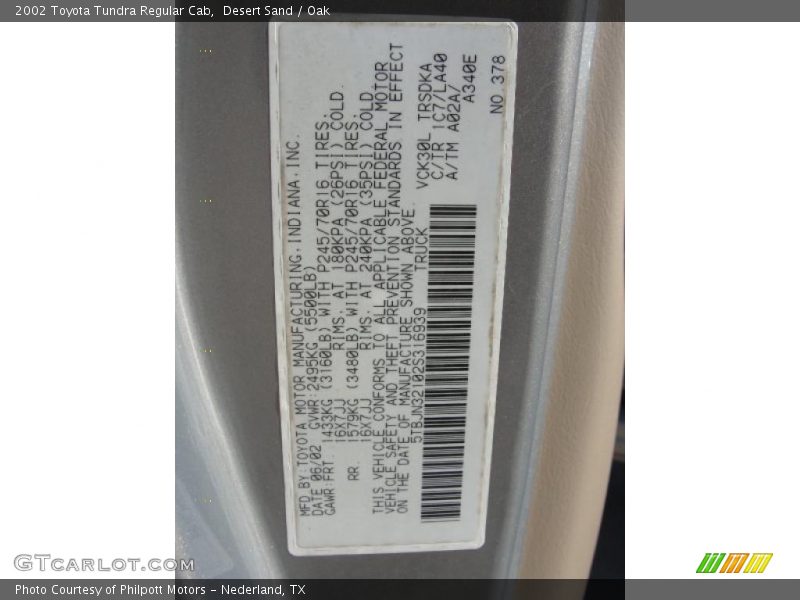 2002 Toyota Tundra Regular Cab,  Desert Sand / Oak
MFD BY:TOYOTA MOTOR MANUFACTURING,INDIANA,INC.
DATE 06/02  GVWR:2495KG (5500LB)
GAWR:FRT. 1433KG (3160LB) WITH P245/70R16 TIRES.
16X7JJ RIMS. AT 180KPA (26PSI) COLD.
RR. 1579KG (3480LB) WITH P245/70R16 TIRES.
16X7JJ RIMS. AT 240KPA (35PSI) COLD.
THIS VEHICLE CONFORMS TO ALL APPLICABLE FEDERAL MOTOR
VEHICLE SAFETY AND THEFT PREVENTION STANDARDS IN EFFECT
ON THE DATE OF MANUFACTURE SHOWN ABOVE.
5TBJN32102S316939 TRUCK
VCK30L TRSDKA
C/TR 1C7/LA40
A/TM A02A/
A340E
NO.378
GTCarLot.com
Photo Courtesy of Philpott Motors - Nederland, TX